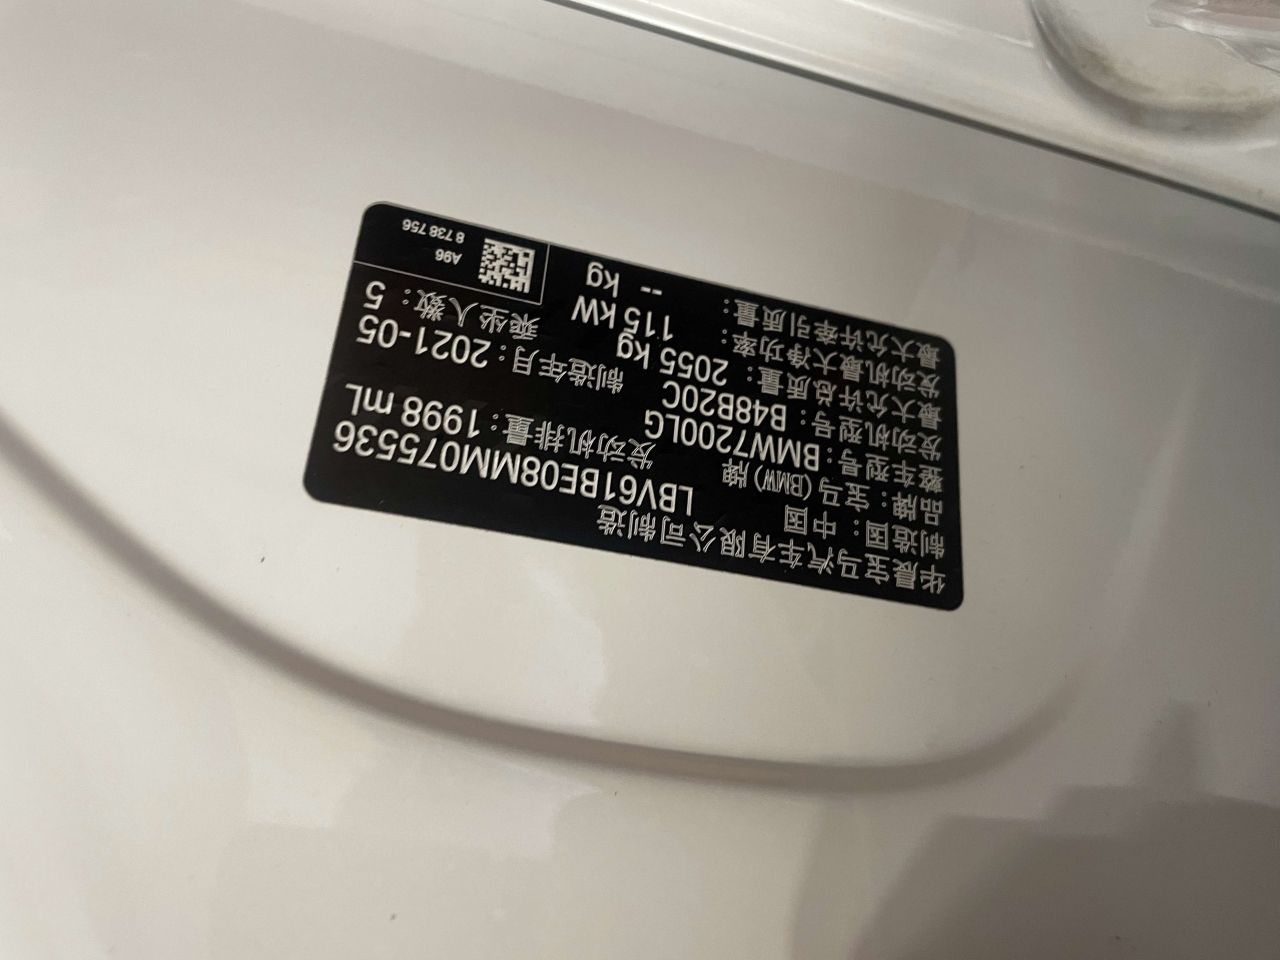 华晨宝马汽车有限公司制造
制造国：中国 LBV61BE08MM075536
品牌：宝马(BMW)牌
整车型号：BMW7200LG 发动机排量：1998 mL
发动机型号：B48B20C
最大允许总质量：2055 kg 制造年月：2021-05
发动机最大净功率：115 kW 乘坐人数：5
最大允许牵引质量：-- kg
A96
8 738 756